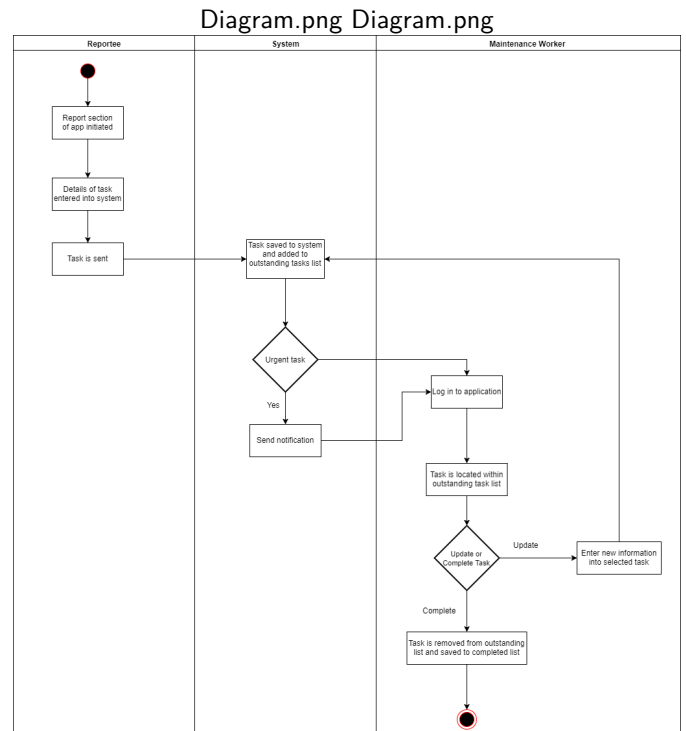 Diagram.png Diagram.png
Reportee
System
Maintenance Worker
Report section
of app initiated
Details of task
entered into system
Task is sent
Task saved to system
and added to
outstanding tasks list
Urgent task
Yes
Send notification
Log in to application
Task is located within
outstanding task list
Update or
Complete Task
Update
Enter new information
into selected task
Complete
Task is removed from outstanding
list and saved to completed list